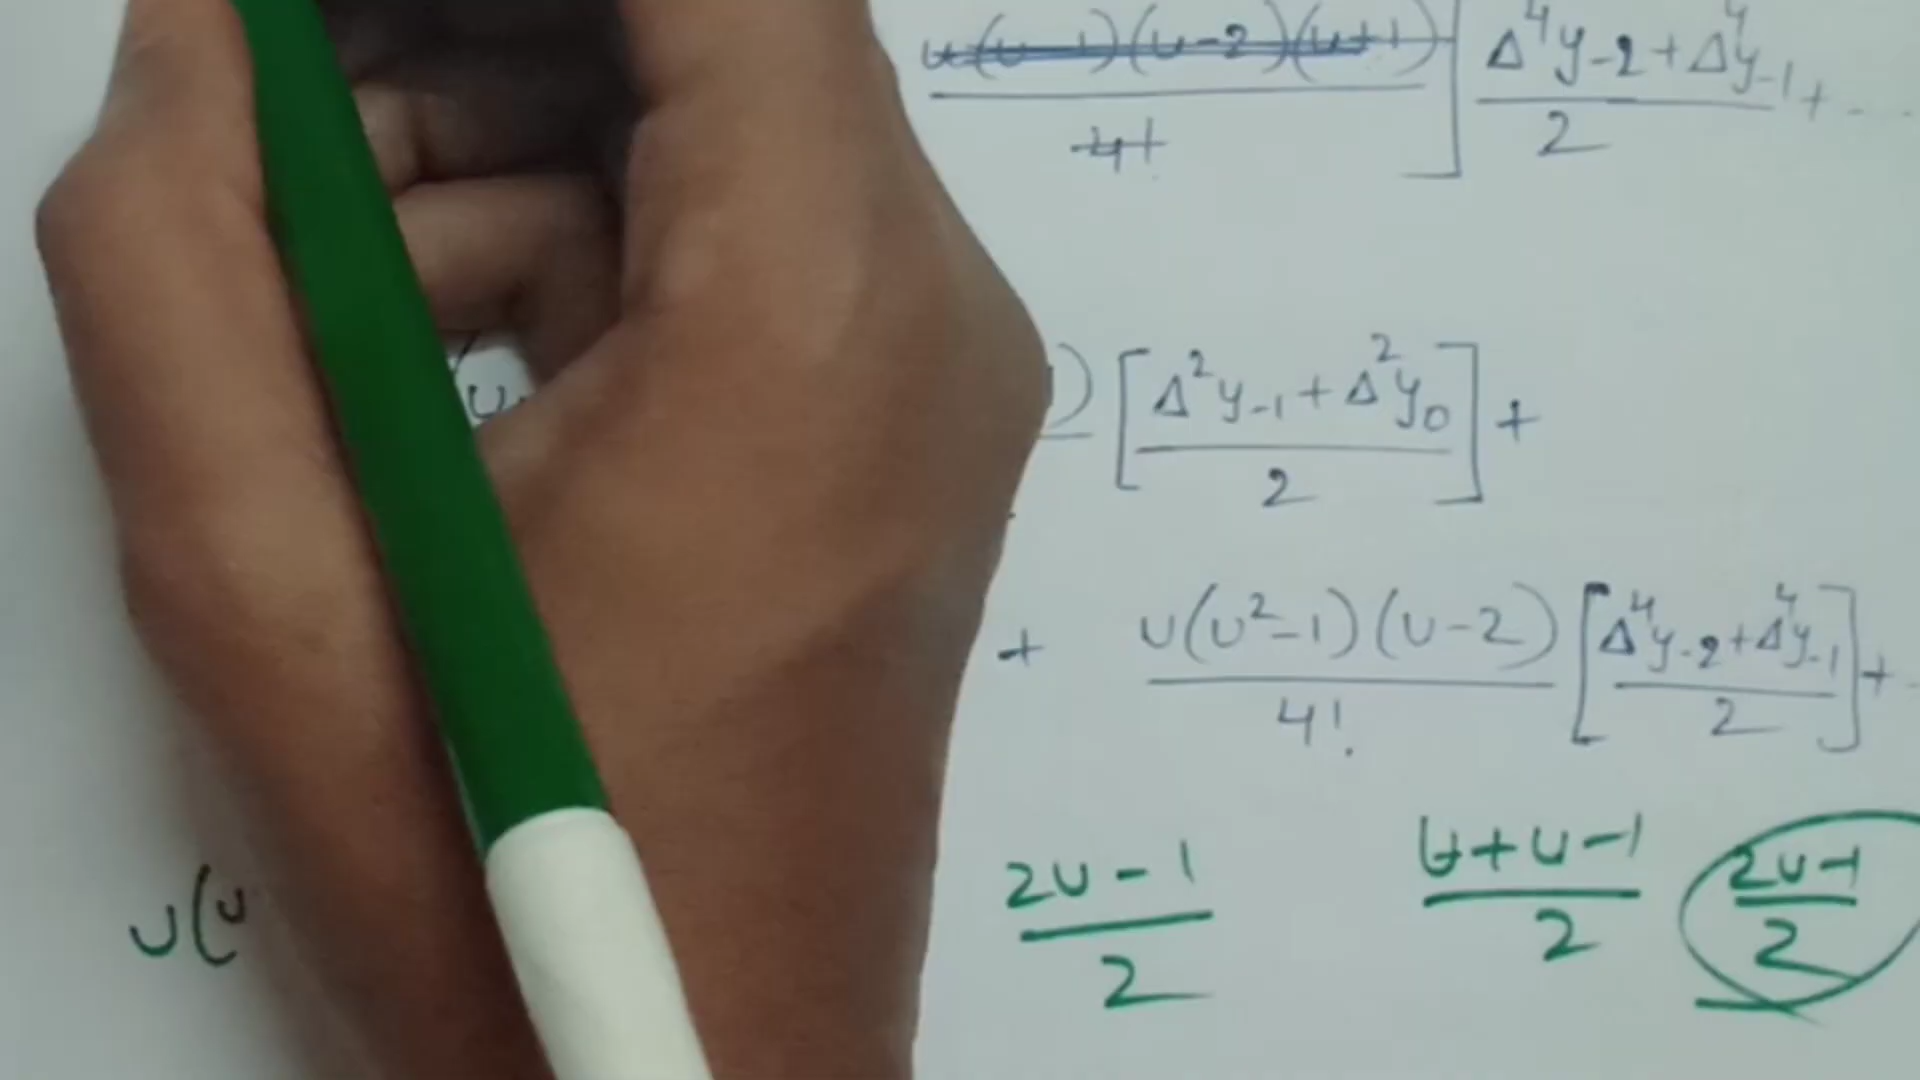 u(u-1)(u-2)(u+1)/4! ] Δ⁴y₋₂ + Δ⁴y₋₁/2 + ...
(u ) [Δ²y₋₁ + Δ²y₀/2] +
+ u(u²-1)(u-2)/4! [Δ⁴y₋₂ + Δ⁴y₋₁/2] + .
u(u 2u-1/2 u+u-1/2 2u-1/2